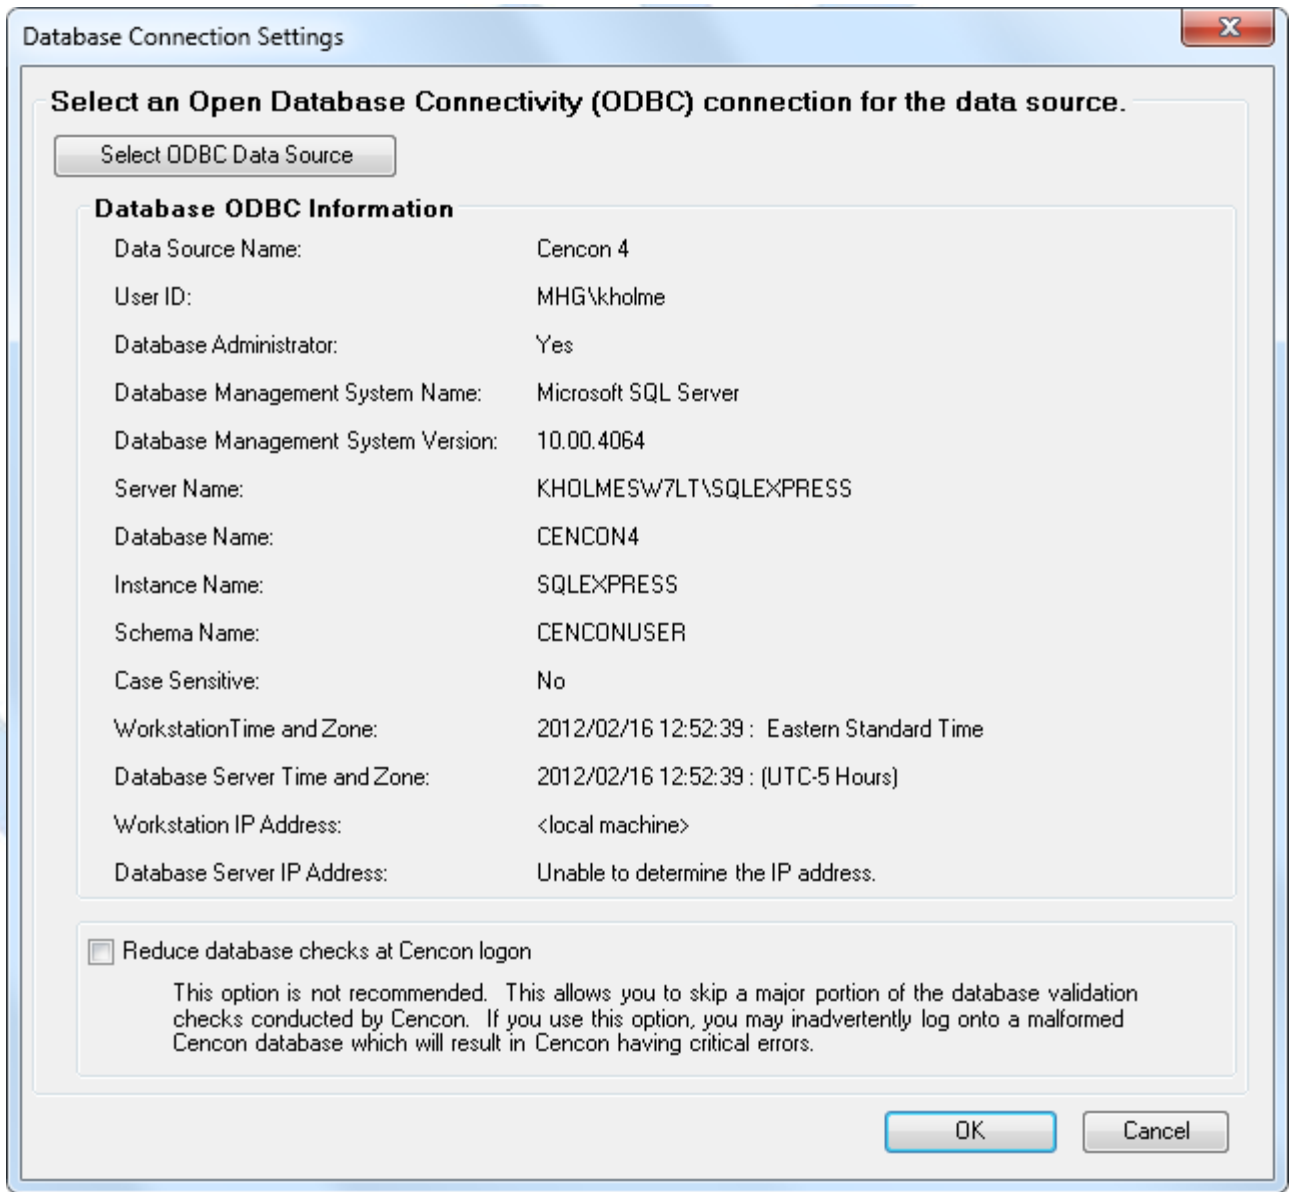 Database Connection Settings
X
Select an Open Database Connectivity (ODBC) connection for the data source.
Select ODBC Data Source
Database ODBC Information
Data Source Name: Cencon 4
User ID: MHG\kholme
Database Administrator: Yes
Database Management System Name: Microsoft SQL Server
Database Management System Version: 10.00.4064
Server Name: KHOLMESW7LT\SQLEXPRESS
Database Name: CENCON4
Instance Name: SQLEXPRESS
Schema Name: CENCONUSER
Case Sensitive: No
WorkstationTime and Zone: 2012/02/16 12:52:39 :  Eastern Standard Time
Database Server Time and Zone: 2012/02/16 12:52:39 : (UTC-5 Hours)
Workstation IP Address: <local machine>
Database Server IP Address: Unable to determine the IP address.
Reduce database checks at Cencon logon
This option is not recommended.  This allows you to skip a major portion of the database validation
checks conducted by Cencon.  If you use this option, you may inadvertently log onto a malformed
Cencon database which will result in Cencon having critical errors.
OK Cancel